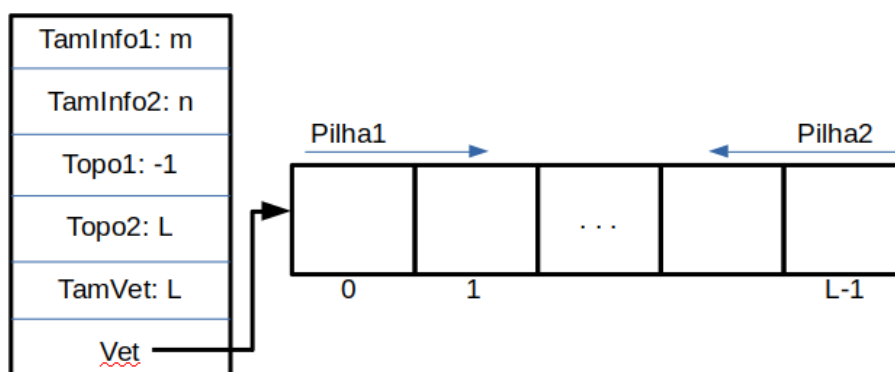 TamInfo1: m
TamInfo2: n
Topo1: -1
Topo2: L
TamVet: L
Vet
Pilha1
Pilha2
. . .
0
1
L-1